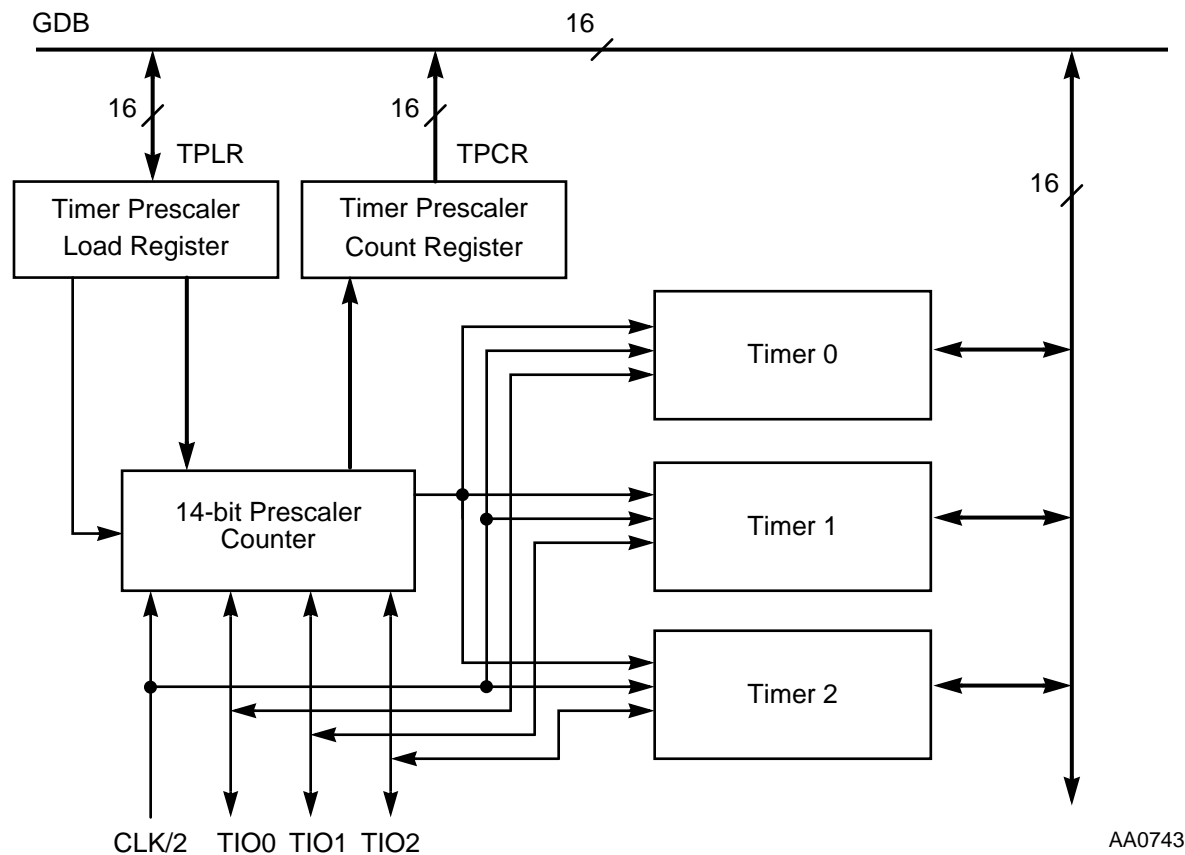 GDB
16
16
TPLR
16
TPCR
16
Timer Prescaler
Load Register
Timer Prescaler
Count Register
Timer 0
14-bit Prescaler
Counter
Timer 1
Timer 2
CLK/2
TIO0
TIO1
TIO2
AA0743